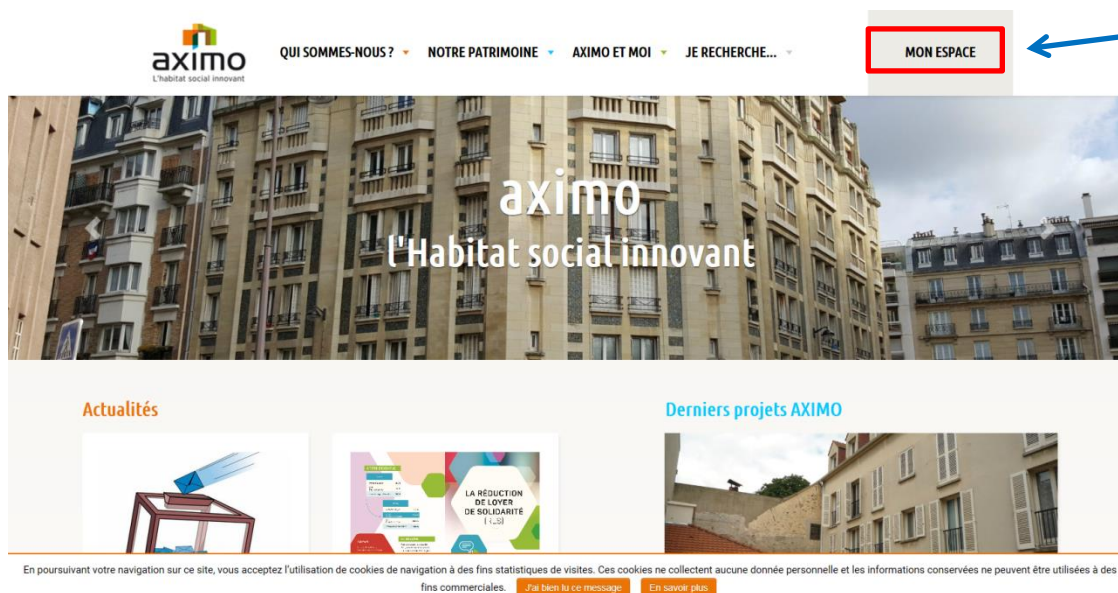 aximo
L'habitat social innovant
QUI SOMMES-NOUS ?
NOTRE PATRIMOINE
AXIMO ET MOI
JE RECHERCHE...
MON ESPACE
aximo
l'Habitat social innovant
Actualités
Derniers projets AXIMO
LA RÉDUCTION
DE LOYER
DE SOLIDARITÉ
En poursuivant votre navigation sur ce site, vous acceptez l'utilisation de cookies de navigation à des fins statistiques de visites. Ces cookies ne collectent aucune donnée personnelle et les informations conservées ne peuvent être utilisées à des
fins commerciales.
J'ai bien lu ce message
En savoir plus